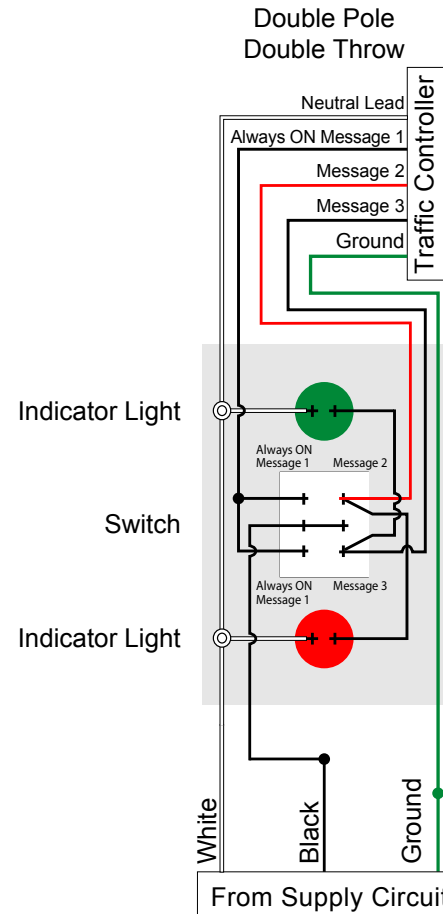 Double Pole
Double Throw
Neutral Lead
Always ON Message 1
Message 2
Message 3
Ground
Traffic Controller
Indicator Light
Always ON
Message 1
Message 2
Switch
Always ON
Message 1
Message 3
Indicator Light
White
Black
Ground
From Supply Circuit